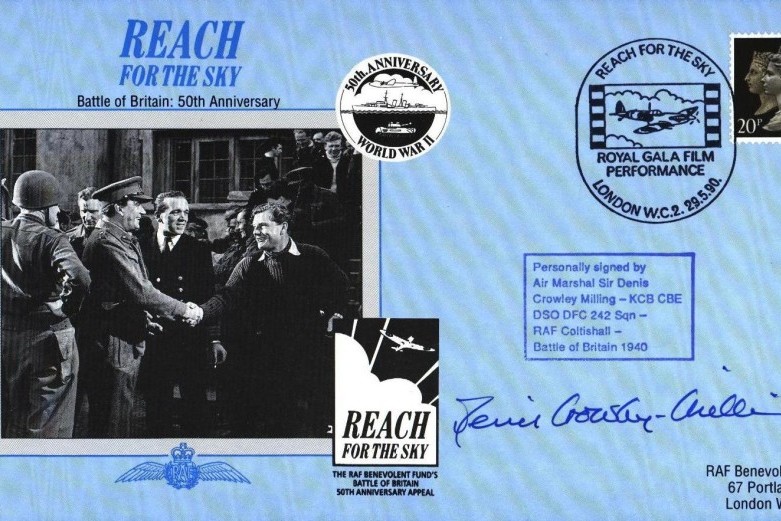 REACH
FOR THE SKY
Battle of Britain: 50th Anniversary
50th. ANNIVERSARY
WORLD WAR II
REACH FOR THE SKY
ROYAL GALA FILM
PERFORMANCE
LONDON W.C.2. 29.5.90.
20P
Personally signed by
Air Marshal Sir Denis
Crowley Milling – KCB CBE
DSO DFC 242 Sqn –
RAF Coltishall –
Battle of Britain 1940
Denis Crowley-Milling
REACH
FOR THE SKY
THE RAF BENEVOLENT FUND'S
BATTLE OF BRITAIN
50TH ANNIVERSARY APPEAL
RAF
RAF Benevol
67 Portla
London W